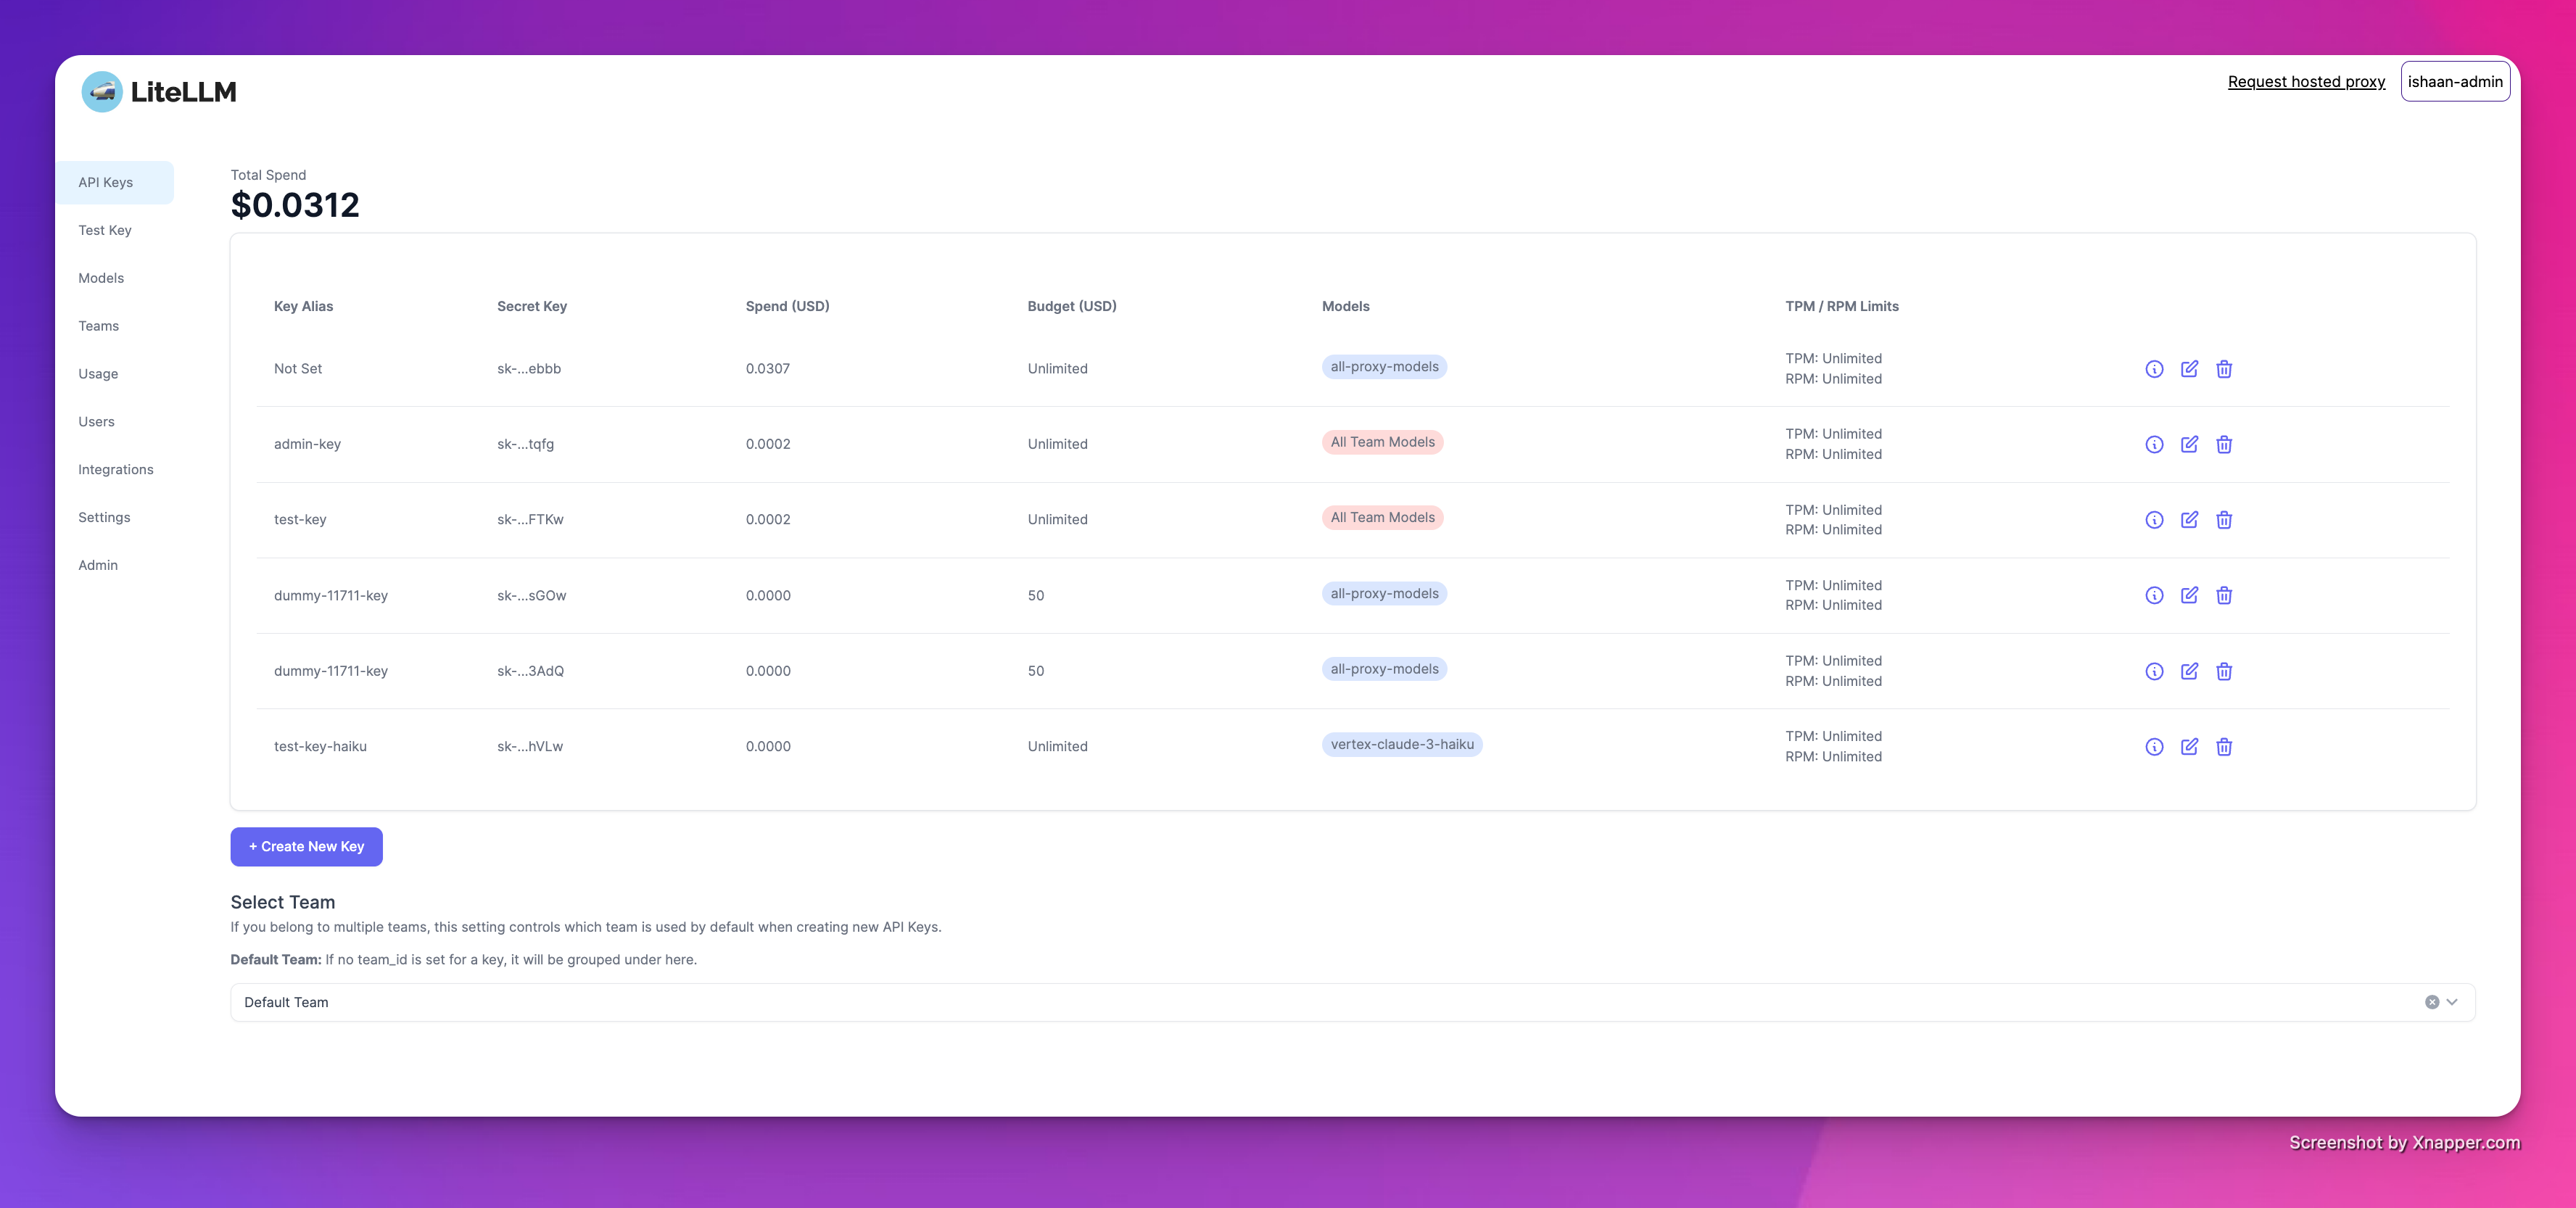 LiteLLM
Request hosted proxy
ishaan-admin
API Keys
Test Key
Models
Teams
Usage
Users
Integrations
Settings
Admin
Total Spend
$0.0312
Key Alias Secret Key Spend (USD) Budget (USD) Models TPM / RPM Limits
Not Set sk-...ebbb 0.0307 Unlimited all-proxy-models TPM: Unlimited
RPM: Unlimited
admin-key sk-...tqfg 0.0002 Unlimited All Team Models TPM: Unlimited
RPM: Unlimited
test-key sk-...FTKw 0.0002 Unlimited All Team Models TPM: Unlimited
RPM: Unlimited
dummy-11711-key sk-...sGOw 0.0000 50 all-proxy-models TPM: Unlimited
RPM: Unlimited
dummy-11711-key sk-...3AdQ 0.0000 50 all-proxy-models TPM: Unlimited
RPM: Unlimited
test-key-haiku sk-...hVLw 0.0000 Unlimited vertex-claude-3-haiku TPM: Unlimited
RPM: Unlimited
+ Create New Key
Select Team
If you belong to multiple teams, this setting controls which team is used by default when creating new API Keys.
Default Team: If no team_id is set for a key, it will be grouped under here.
Default Team
Screenshot by Xnapper.com